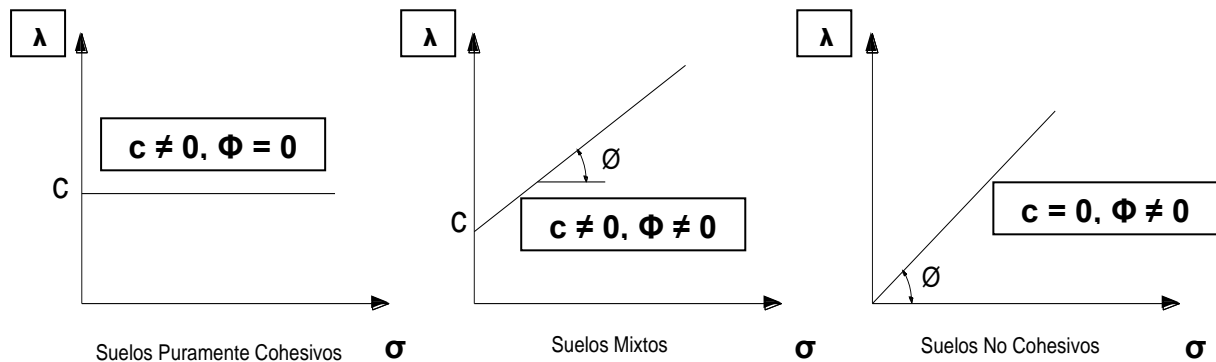 λ
c ≠ 0, Φ = 0
C
Suelos Puramente Cohesivos
σ
λ
Ø
C
c ≠ 0, Φ ≠ 0
Suelos Mixtos
σ
λ
c = 0, Φ ≠ 0
Ø
Suelos No Cohesivos
σ